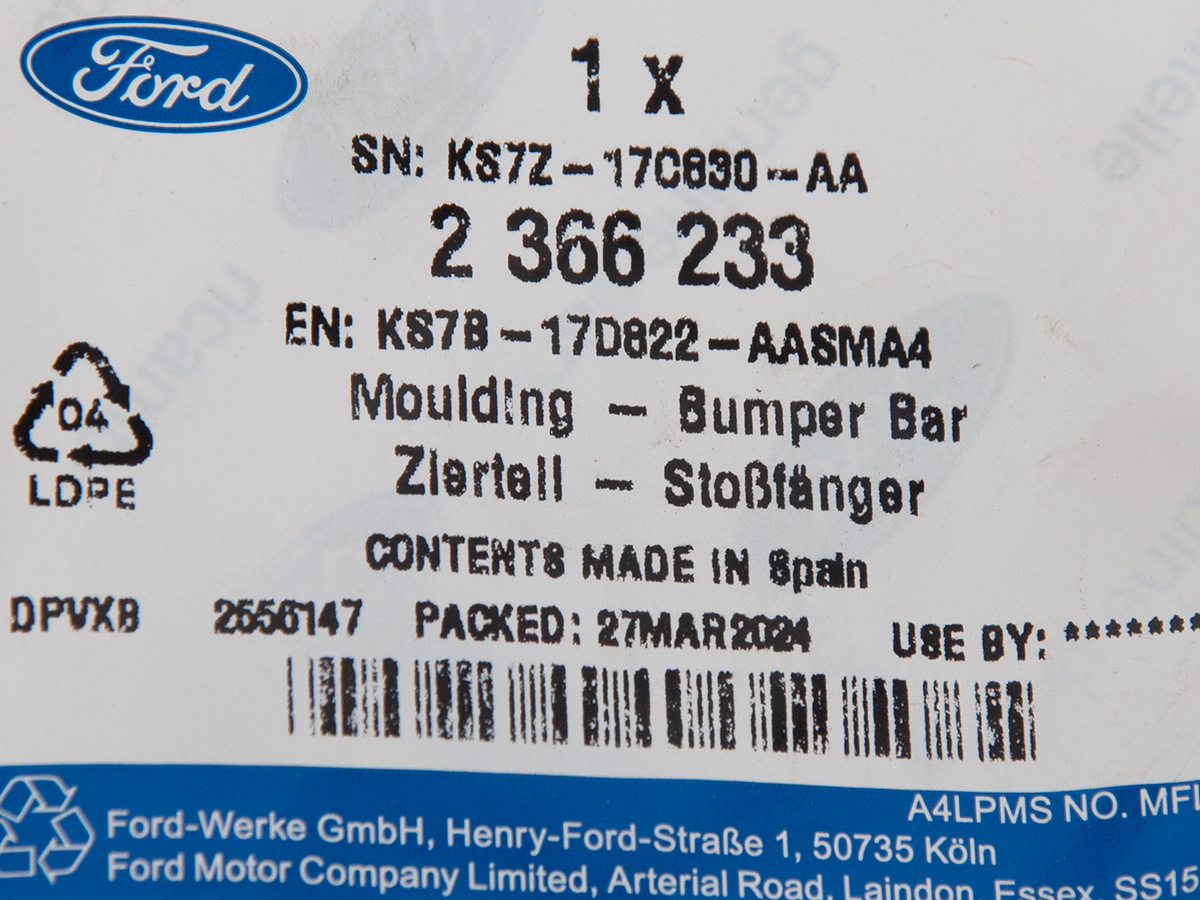 Ford
1 x
SN: KS7Z-17C830-AA
2 366 233
EN: KS7B-17D822-AASMA4
Moulding - Bumper Bar
Zierteil - Stoßfänger
04
LDPE
CONTENTS MADE IN Spain
DPVXB 2556147 PACKED: 27MAR2024 USE BY: *******
A4LPMS NO. MFL
Ford-Werke GmbH, Henry-Ford-Straße 1, 50735 Köln
Ford Motor Company Limited, Arterial Road, Laindon, Essex, SS15